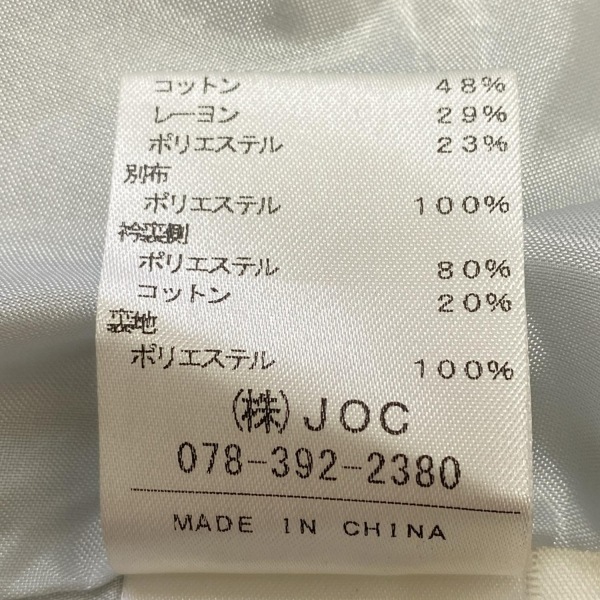 コットン 48%
レーヨン 29%
ポリエステル 23%
別布
ポリエステル 100%
衿裏側
ポリエステル 80%
コットン 20%
裏地
ポリエステル 100%
(株)JOC
078-392-2380
MADE IN CHINA